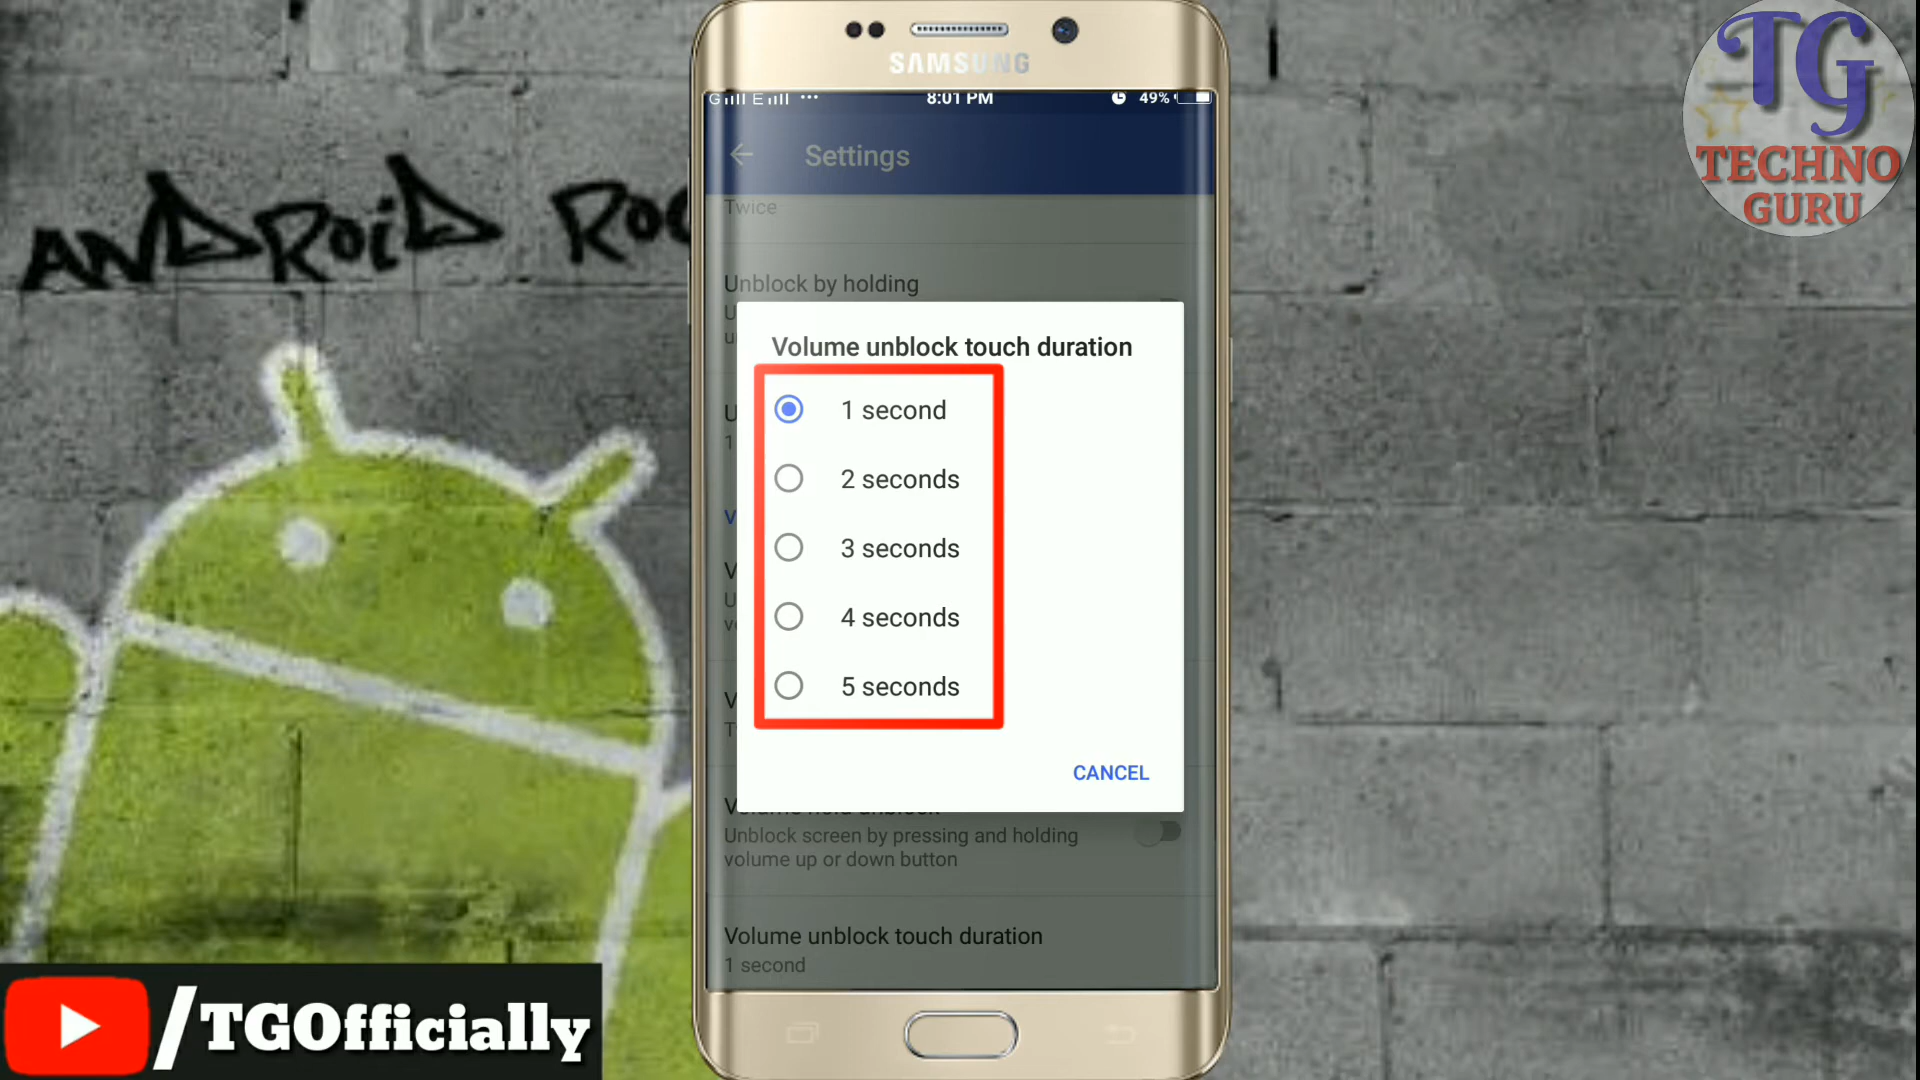 SAMSUNG
G E ... 8:01 PM 49%
Settings
Twice
Unblock by holding
Volume unblock touch duration
1 second
2 seconds
3 seconds
4 seconds
5 seconds
CANCEL
Unblock screen by pressing and holding
volume up or down button
Volume unblock touch duration
1 second
ANDROiD
TG
TECHNO
GURU
/TGOfficially